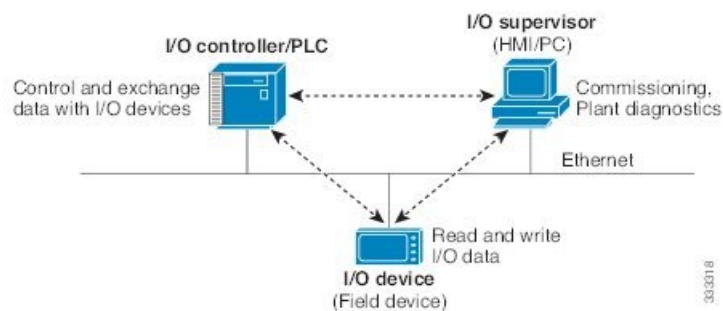 I/O controller/PLC
I/O supervisor
(HMI/PC)
Control and exchange
data with I/O devices
Commissioning,
Plant diagnostics
Ethernet
Read and write
I/O data
I/O device
(Field device)
333318